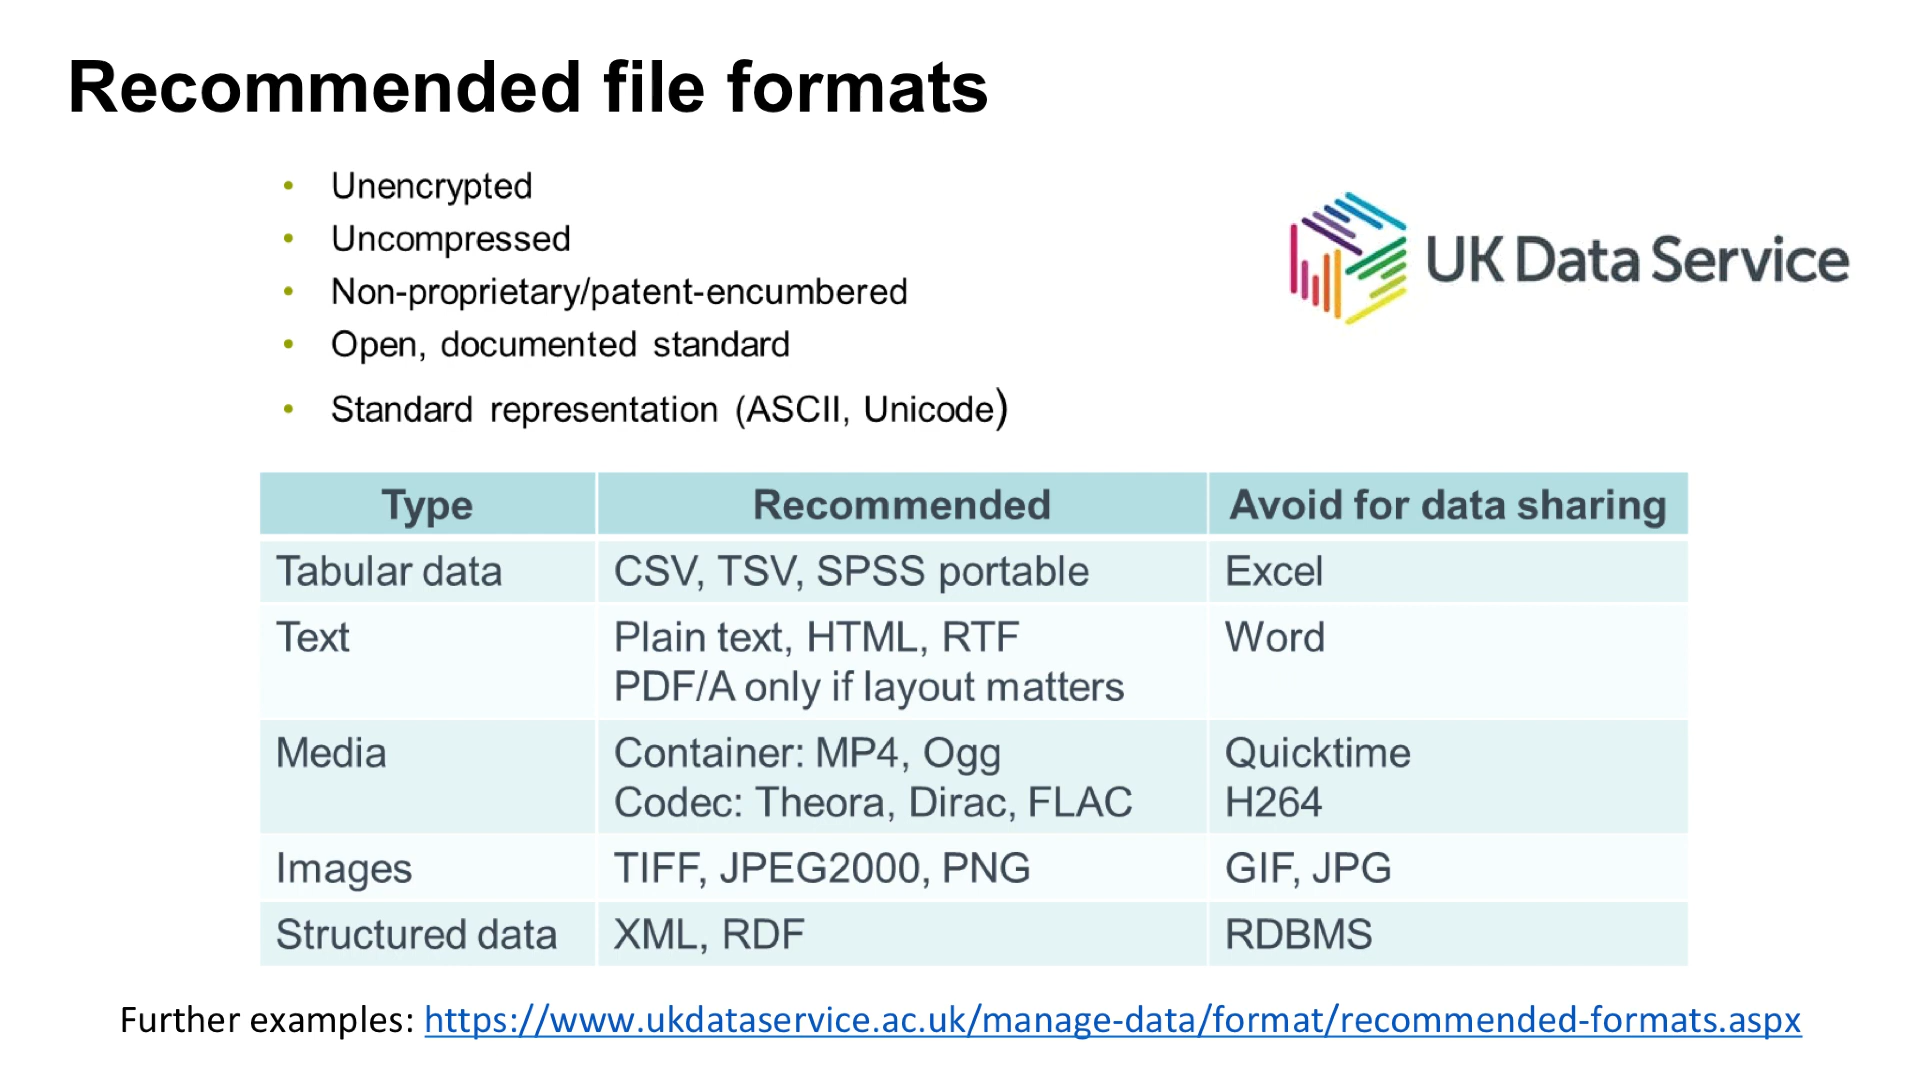 Recommended file formats
• Unencrypted
• Uncompressed
• Non-proprietary/patent-encumbered
• Open, documented standard
• Standard representation (ASCII, Unicode)
UK Data Service
Type Recommended Avoid for data sharing
Tabular data CSV, TSV, SPSS portable Excel
Text Plain text, HTML, RTF Word
PDF/A only if layout matters
Media Container: MP4, Ogg Quicktime
Codec: Theora, Dirac, FLAC H264
Images TIFF, JPEG2000, PNG GIF, JPG
Structured data XML, RDF RDBMS
Further examples: https://www.ukdataservice.ac.uk/manage-data/format/recommended-formats.aspx